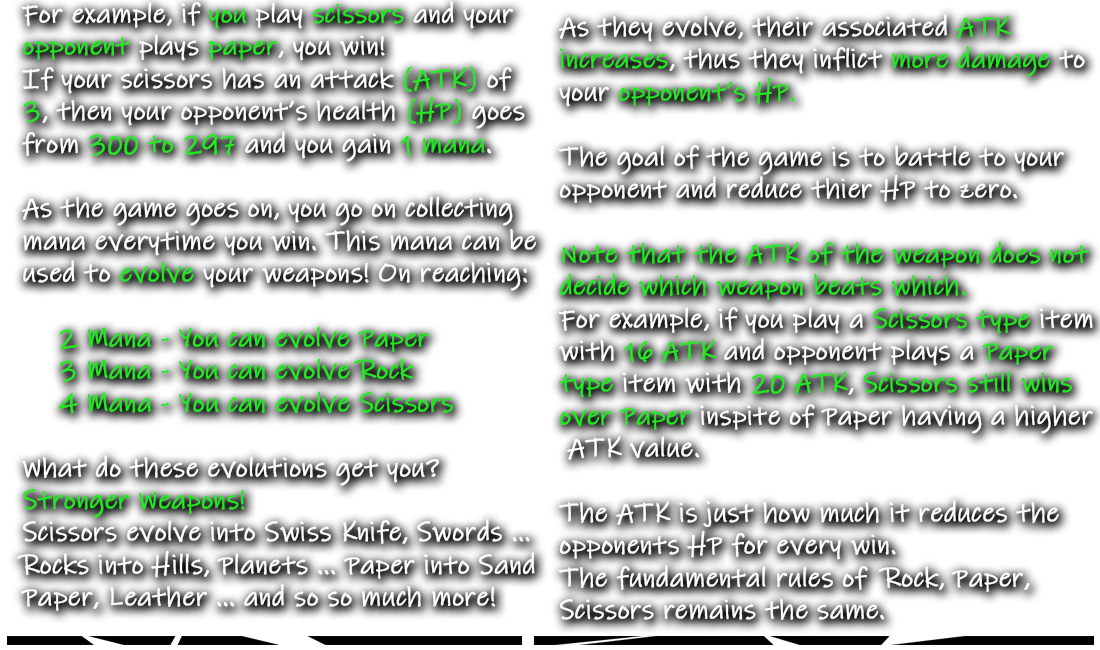 For example, if you play scissors and your
opponent plays paper, you win!
If your scissors has an attack (ATK) of
3, then your opponent's health (HP) goes
from 300 to 297 and you gain 1 mana.
As the game goes on, you go on collecting
mana everytime you win. This mana can be
used to evolve your weapons! On reaching:
2 Mana - You can evolve Paper
3 Mana - You can evolve Rock
4 Mana - You can evolve Scissors
What do these evolutions get you?
Stronger Weapons!
Scissors evolve into Swiss Knife, Swords ...
Rocks into Hills, Planets ... Paper into Sand
Paper, Leather ... and so so much more!
As they evolve, their associated ATK
increases, thus they inflict more damage to
your opponent's HP.
The goal of the game is to battle to your
opponent and reduce thier HP to zero.
Note that the ATK of the weapon does not
decide which weapon beats which.
For example, if you play a Scissors type item
with 16 ATK and opponent plays a Paper
type item with 20 ATK, Scissors still wins
over Paper inspite of Paper having a higher
ATK value.
The ATK is just how much it reduces the
opponents HP for every win.
The fundamental rules of Rock, Paper,
Scissors remains the same.